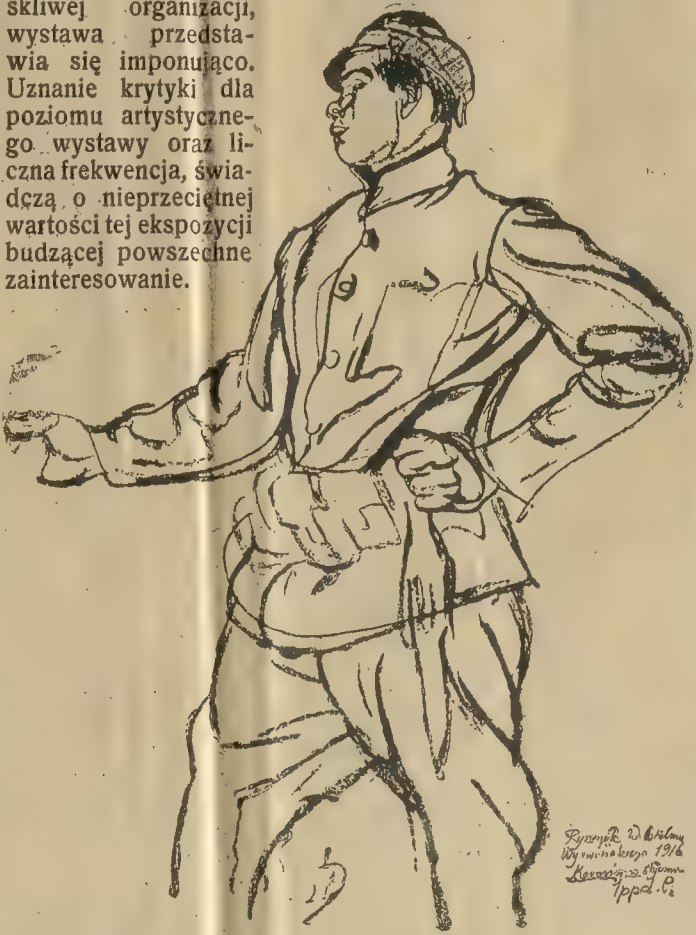 skliwej organizacji,
wystawa przedsta-
wia się imponująco.
Uznanie krytyki dla
poziomu artystyczne-
go wystawy oraz li-
czna frekwencja, świa-
dczą o nieprzeciętnej
wartości tej ekspozycji
budzącej powszechne
zainteresowanie.
1916